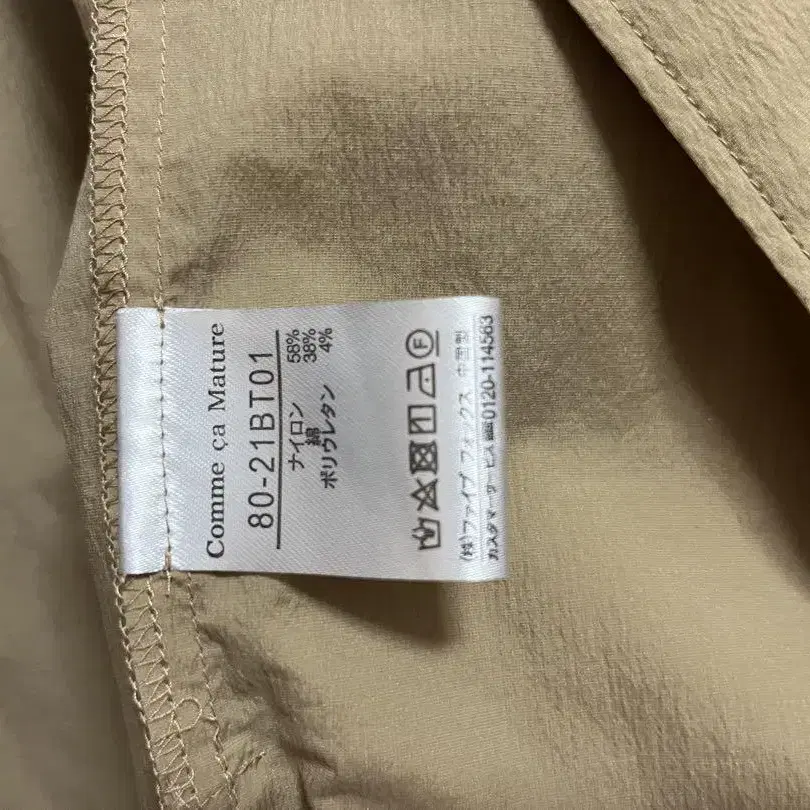 Comme ça Mature
80-21BT01
ナイロン 58%
綿 38%
ポリウレタン 4%
F
(株)ファイブ フォックス 中国製
カスタマーサービス 0120-114563